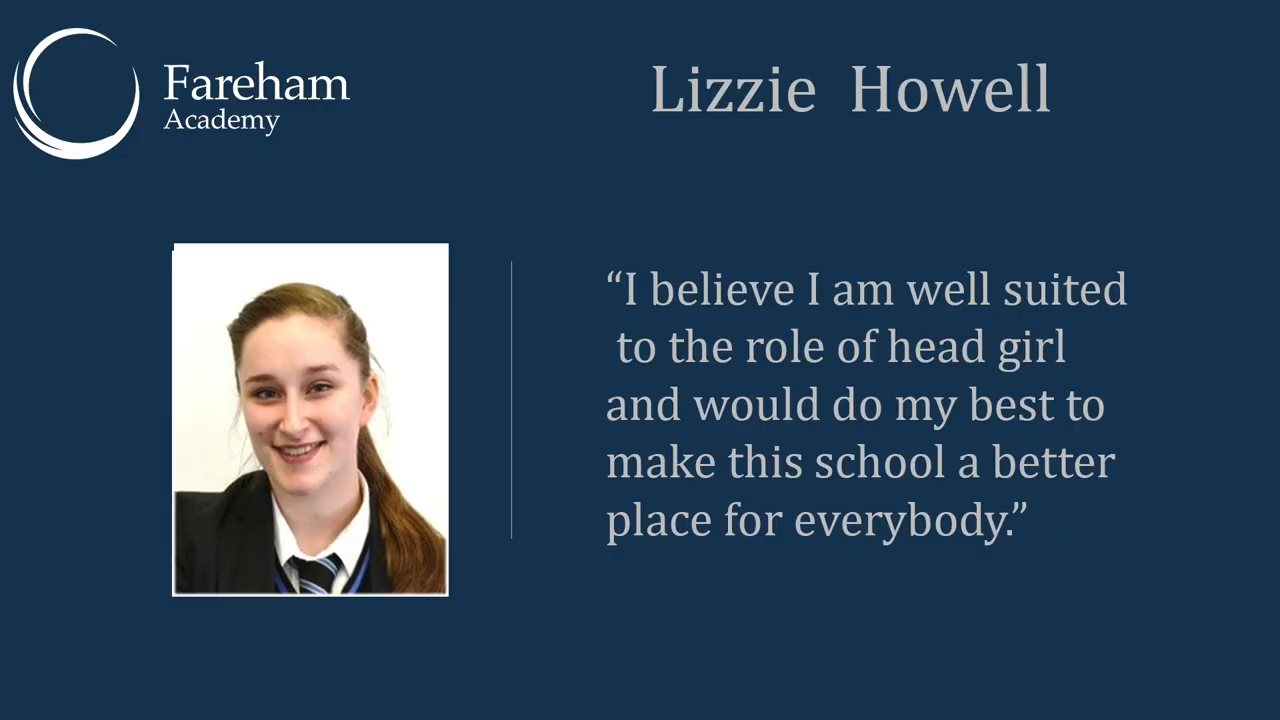 Fareham
Academy
Lizzie Howell
“I believe I am well suited
to the role of head girl
and would do my best to
make this school a better
place for everybody.”